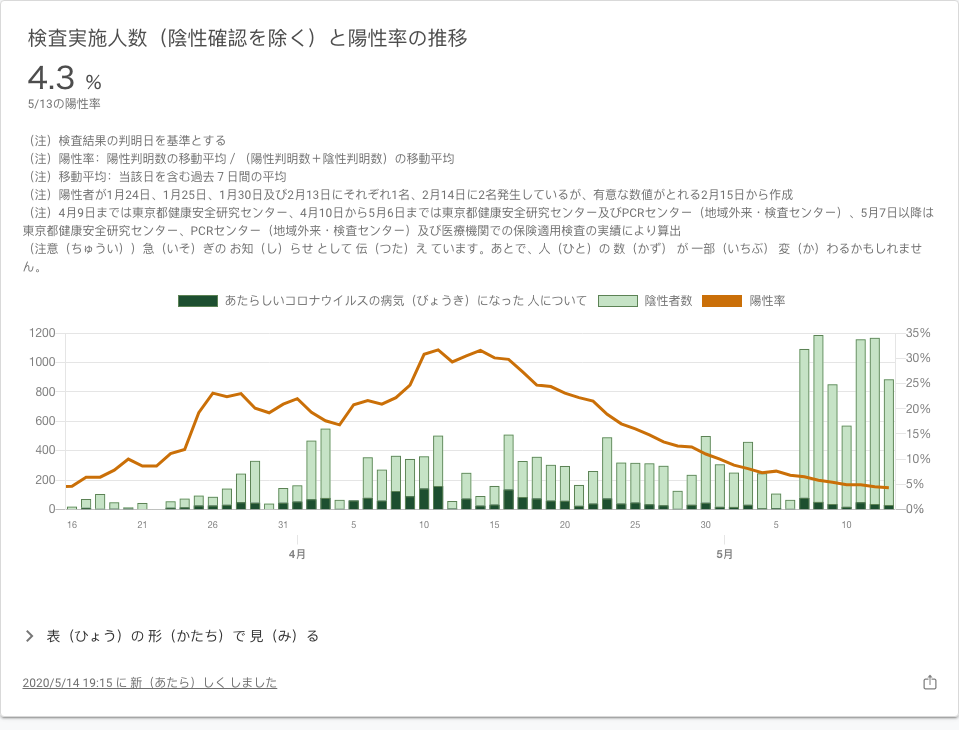 検査実施人数（陰性確認を除く）と陽性率の推移
4.3 %
5/13の陽性率
（注）検査結果の判明日を基準とする
（注）陽性率：陽性判明数の移動平均 / （陽性判明数＋陰性判明数）の移動平均
（注）移動平均：当該日を含む過去７日間の平均
（注）陽性者が1月24日、1月25日、1月30日及び2月13日にそれぞれ1名、2月14日に2名発生しているが、有意な数値がとれる2月15日から作成
（注）4月9日までは東京都健康安全研究センター、4月10日から5月6日までは東京都健康安全研究センター及びPCRセンター（地域外来・検査センター）、5月7日以降は
東京都健康安全研究センター、PCRセンター（地域外来・検査センター）及び医療機関での保険適用検査の実績により算出
（注意（ちゅうい））急（いそ）ぎの お知（し）らせ として 伝（つた）え ています。あとで、人（ひと）の 数（かず） が 一部（いちぶ） 変（か）わるかもしれませ
ん。
あたらしいコロナウイルスの病気（びょうき）になった 人について 陰性者数 陽性率
1200 35%
1000 30%
800 25%
600 20%
400 15%
200 10%
0 5%
0%
16 21 26 31 5 10 15 20 25 30 5 10
4月 5月
表（ひょう）の 形（かたち）で 見（み）る
2020/5/14 19:15 に 新（あたら）しく しました